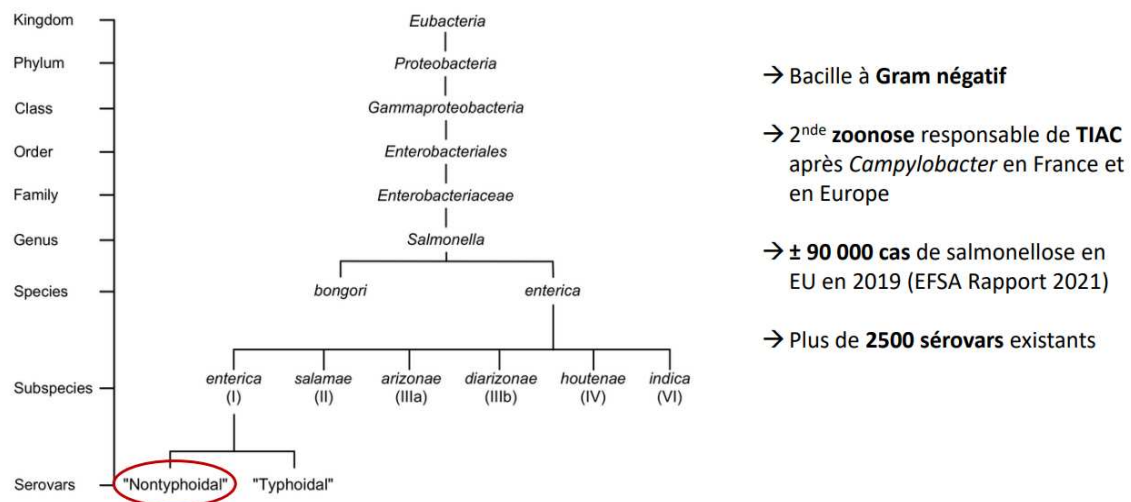 Kingdom
Eubacteria
Phylum
Proteobacteria
Class
Gammaproteobacteria
Order
Enterobacteriales
Family
Enterobacteriaceae
Genus
Salmonella
Species
bongori
enterica
Subspecies
enterica
(I)
salamae
(II)
arizonae
(IIIa)
diarizonae
(IIIb)
houtenae
(IV)
indica
(VI)
Serovars
"Nontyphoidal"
"Typhoidal"
→ Bacille à Gram négatif
→ 2nde zoonose responsable de TIAC
après Campylobacter en France et
en Europe
→ ± 90 000 cas de salmonellose en
EU en 2019 (EFSA Rapport 2021)
→ Plus de 2500 sérovars existants